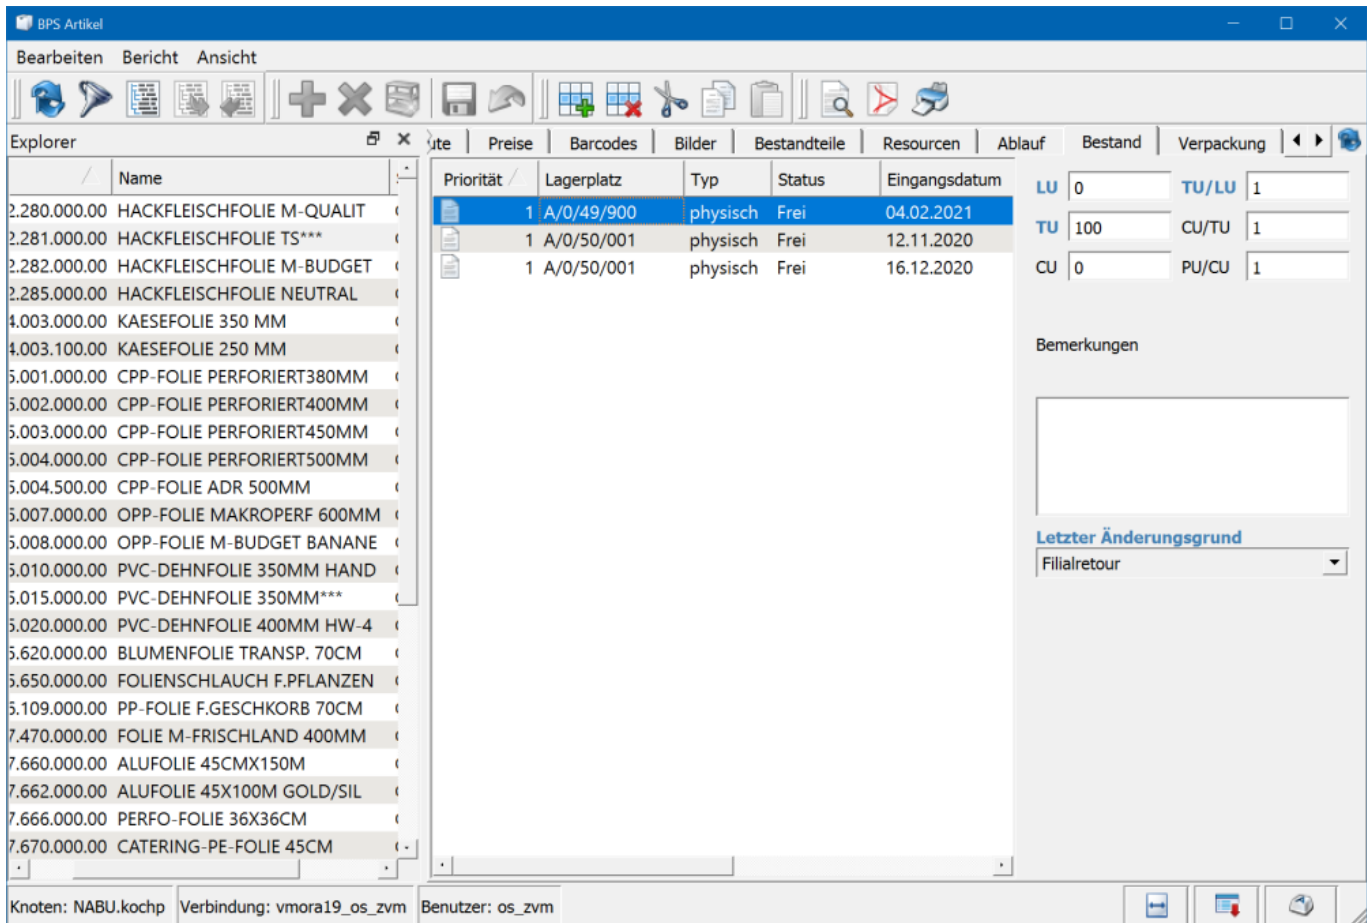 BPS Artikel
Bearbeiten Bericht Ansicht
Explorer
Name
2.280.000.00 HACKFLEISCHFOLIE M-QUALIT
2.281.000.00 HACKFLEISCHFOLIE TS***
2.282.000.00 HACKFLEISCHFOLIE M-BUDGET
2.285.000.00 HACKFLEISCHFOLIE NEUTRAL
4.003.000.00 KAESEFOLIE 350 MM
4.003.100.00 KAESEFOLIE 250 MM
5.001.000.00 CPP-FOLIE PERFORIERT380MM
5.002.000.00 CPP-FOLIE PERFORIERT400MM
5.003.000.00 CPP-FOLIE PERFORIERT450MM
5.004.000.00 CPP-FOLIE PERFORIERT500MM
5.004.500.00 CPP-FOLIE ADR 500MM
5.007.000.00 OPP-FOLIE MAKROPERF 600MM
5.008.000.00 OPP-FOLIE M-BUDGET BANANE
5.010.000.00 PVC-DEHNFOLIE 350MM HAND
5.015.000.00 PVC-DEHNFOLIE 350MM***
5.020.000.00 PVC-DEHNFOLIE 400MM HW-4
5.620.000.00 BLUMENFOLIE TRANSP. 70CM
5.650.000.00 FOLIENSCHLAUCH F.PFLANZEN
6.109.000.00 PP-FOLIE F.GESCHKORB 70CM
7.470.000.00 FOLIE M-FRISCHLAND 400MM
7.660.000.00 ALUFOLIE 45CMX150M
7.662.000.00 ALUFOLIE 45X100M GOLD/SIL
7.666.000.00 PERFO-FOLIE 36X36CM
7.670.000.00 CATERING-PE-FOLIE 45CM
ute Preise Barcodes Bilder Bestandteile Resourcen Ablauf Bestand Verpackung
Priorität Lagerplatz Typ Status Eingangsdatum
1 A/0/49/900 physisch Frei 04.02.2021
1 A/0/50/001 physisch Frei 12.11.2020
1 A/0/50/001 physisch Frei 16.12.2020
LU 0 TU/LU 1
TU 100 CU/TU 1
CU 0 PU/CU 1
Bemerkungen
Letzter Änderungsgrund
Filialretour
Knoten: NABU.kochp Verbindung: vmora19_os_zvm Benutzer: os_zvm